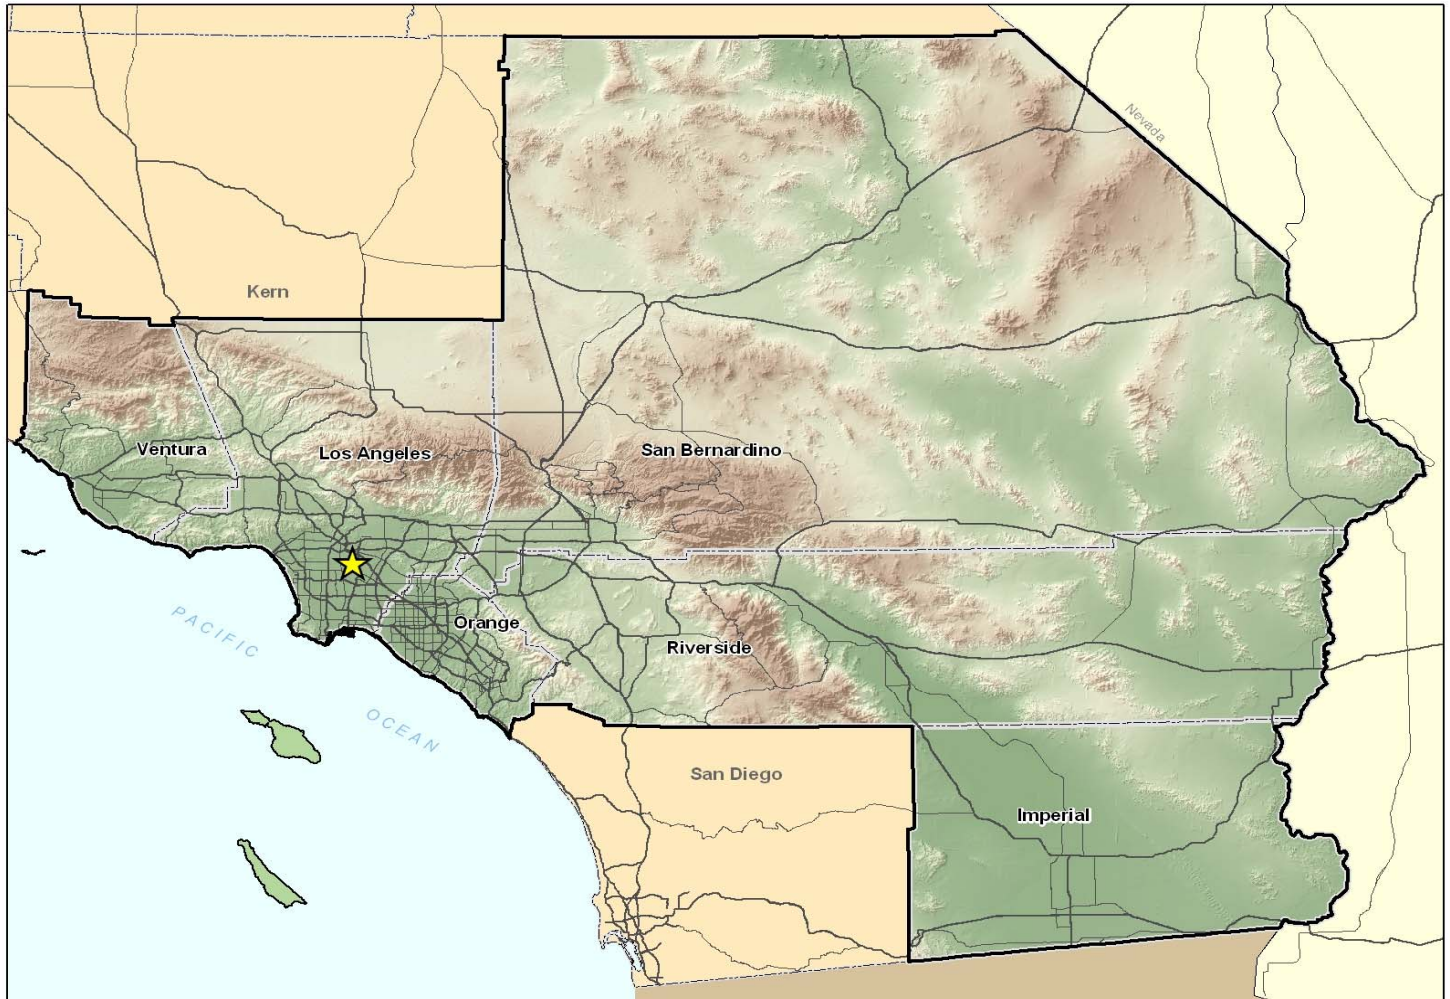 Nevada
Kern
Ventura
Los Angeles
San Bernardino
PACIFIC
Orange
Riverside
OCEAN
San Diego
Imperial